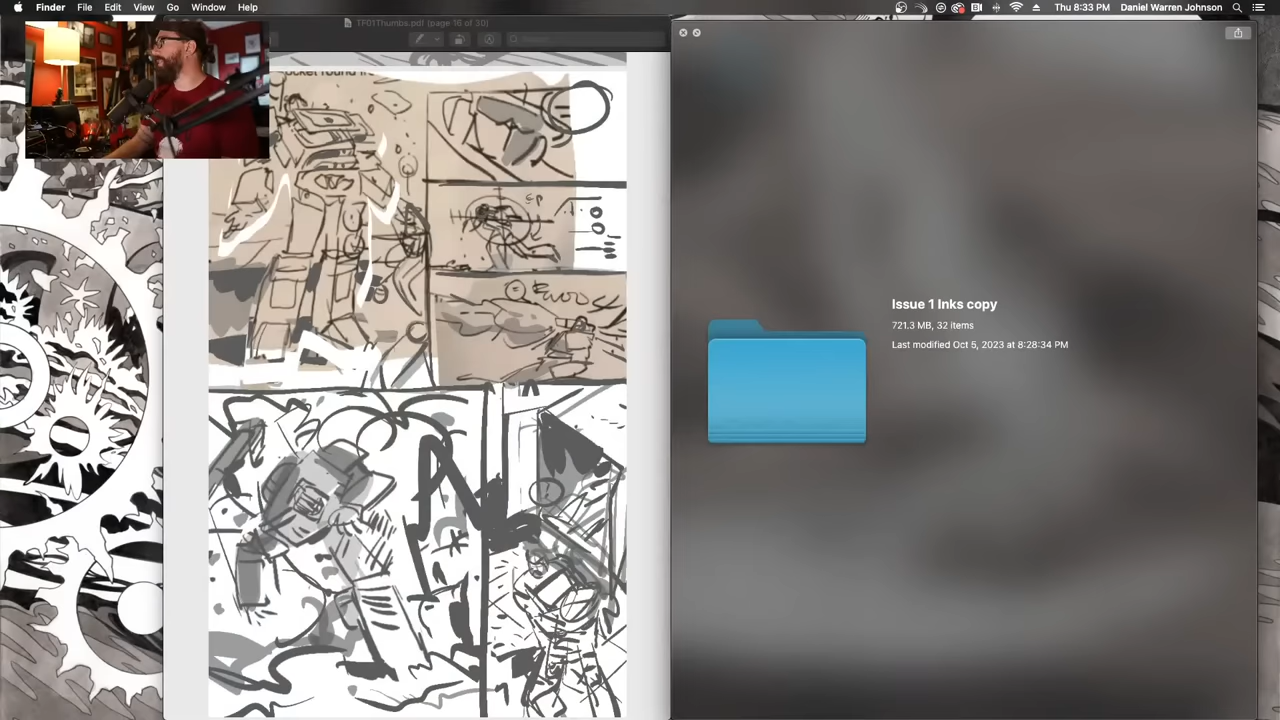 Finder File Edit View Go Window Help
Thu 8:33 PM Daniel Warren Johnson
TF01Thumbs.pdf (page 16 of 30)
Issue 1 Inks copy
721.3 MB, 32 items
Last modified Oct 5, 2023 at 8:28:34 PM